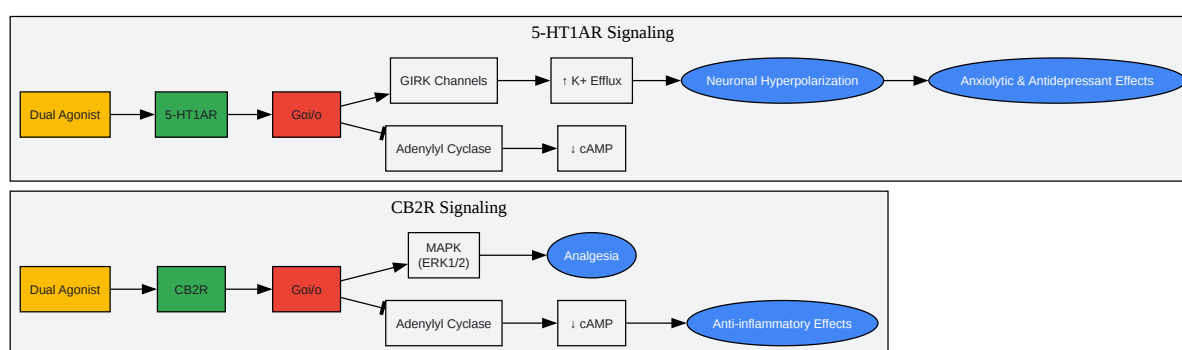 5-HT1AR Signaling
GIRK Channels
↑ K+ Efflux
Neuronal Hyperpolarization
Anxiolytic & Antidepressant Effects
Dual Agonist
5-HT1AR
Gαi/o
Adenylyl Cyclase
↓ cAMP
CB2R Signaling
MAPK
(ERK1/2)
Analgesia
Dual Agonist
CB2R
Gαi/o
Adenylyl Cyclase
↓ cAMP
Anti-inflammatory Effects